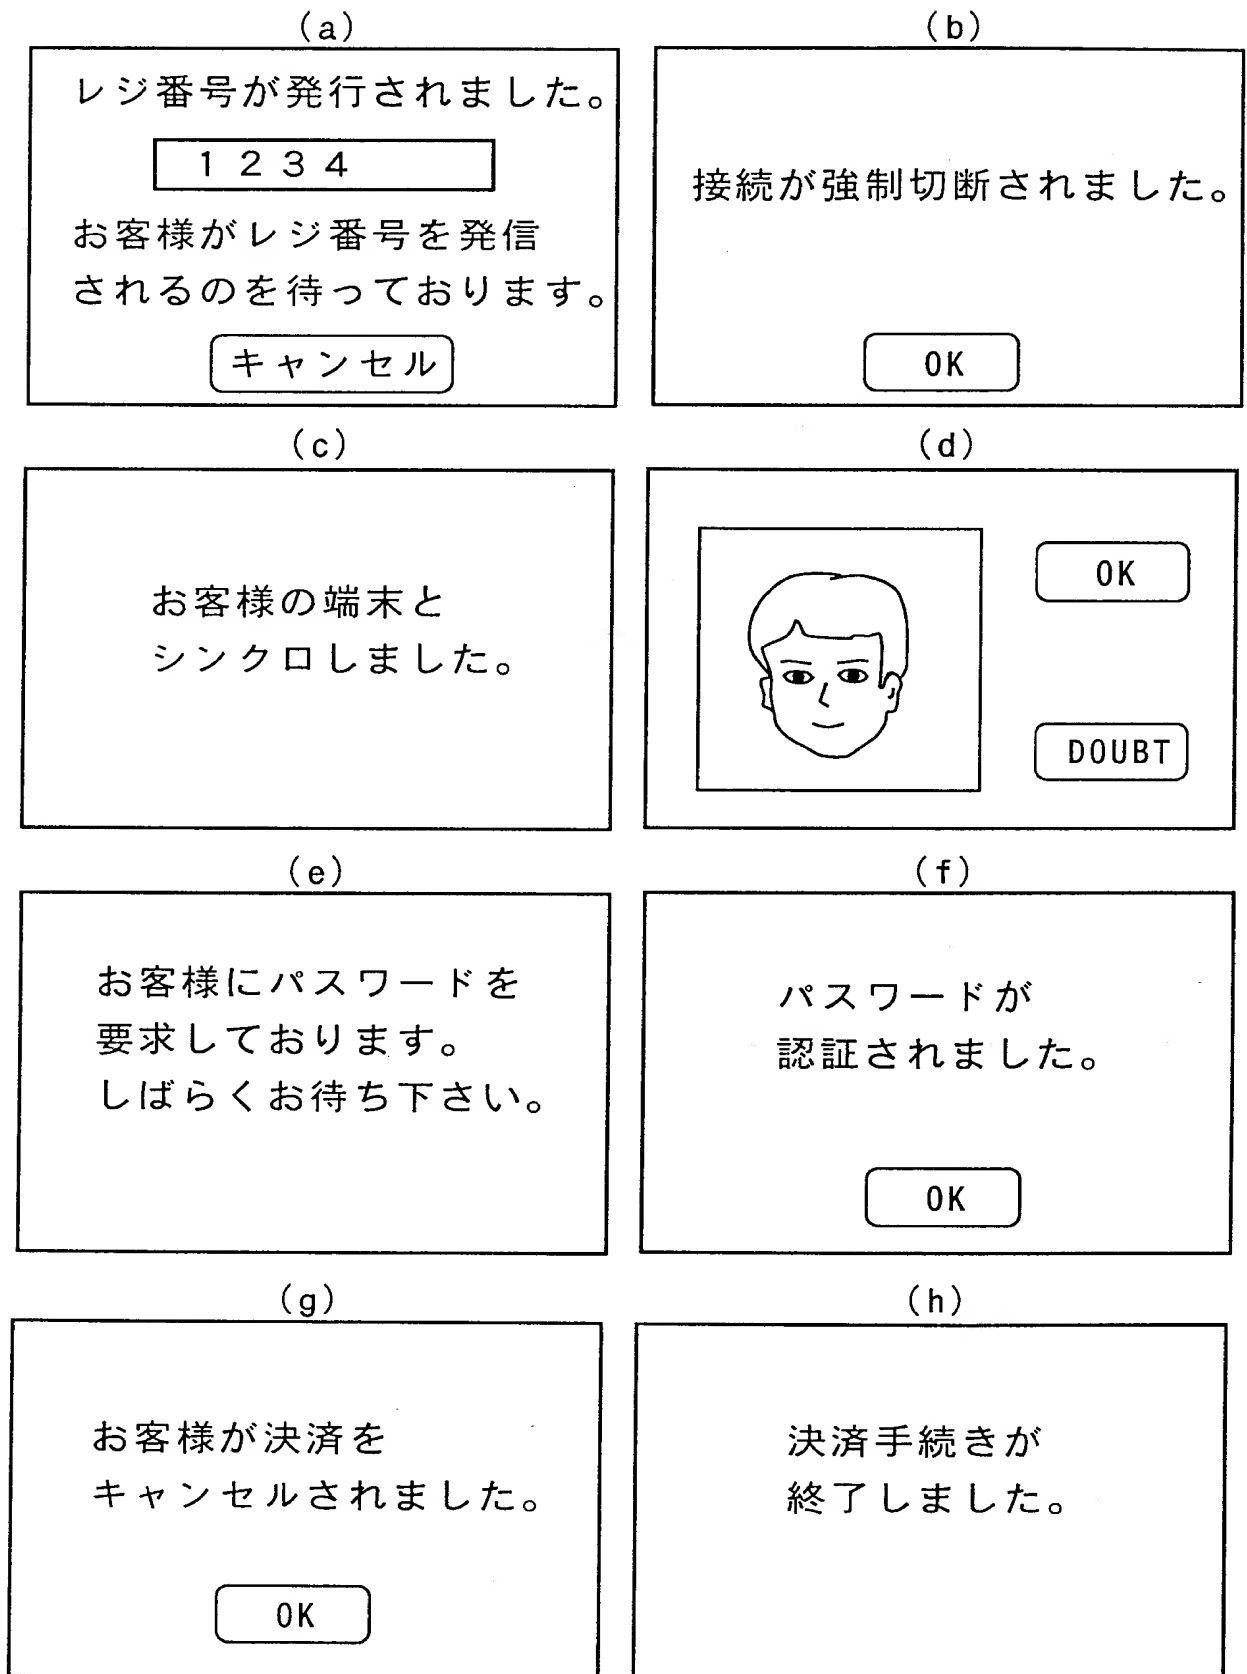 (a)
レジ番号が発行されました。
１２３４
お客様がレジ番号を発信
されるのを待っております。
キャンセル
(b)
接続が強制切断されました。
OK
(c)
お客様の端末と
シンクロしました。
(d)
OK
DOUBT
(e)
お客様にパスワードを
要求しております。
しばらくお待ち下さい。
(f)
パスワードが
認証されました。
OK
(g)
お客様が決済を
キャンセルされました。
OK
(h)
決済手続きが
終了しました。